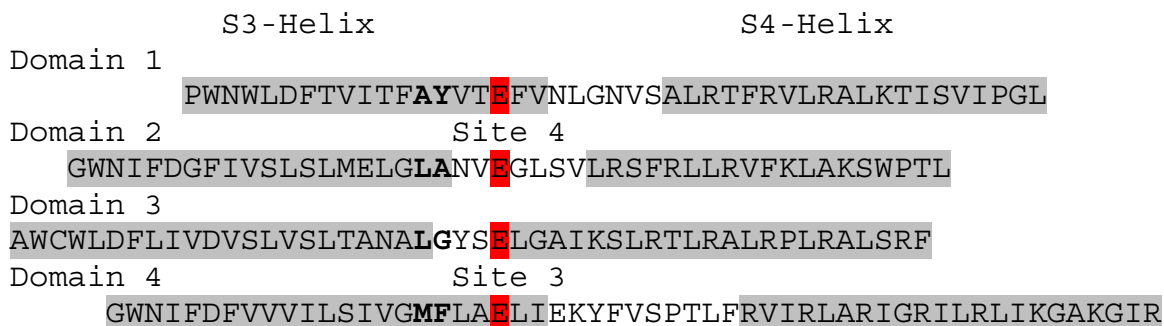 S3-Helix S4-Helix
Domain 1
PWNWLDFTVITFAYVTEFVNLGNVSALRTFRVLRALKTISVIPGL
Domain 2 Site 4
GWNIFDGFIVSLSLMELGLANVEGLSVLRSFRLLRVFKLAKSWPTL
Domain 3
AWCWLDFLIVDVSLVSLTANALGYSELGAIKSLRTLRALRPLRALSRF
Domain 4 Site 3
GWNIFDFVVVILSIVGMFLAELIEKYFVSPTLFRVIRLARIGRILRLIKGAKGIR